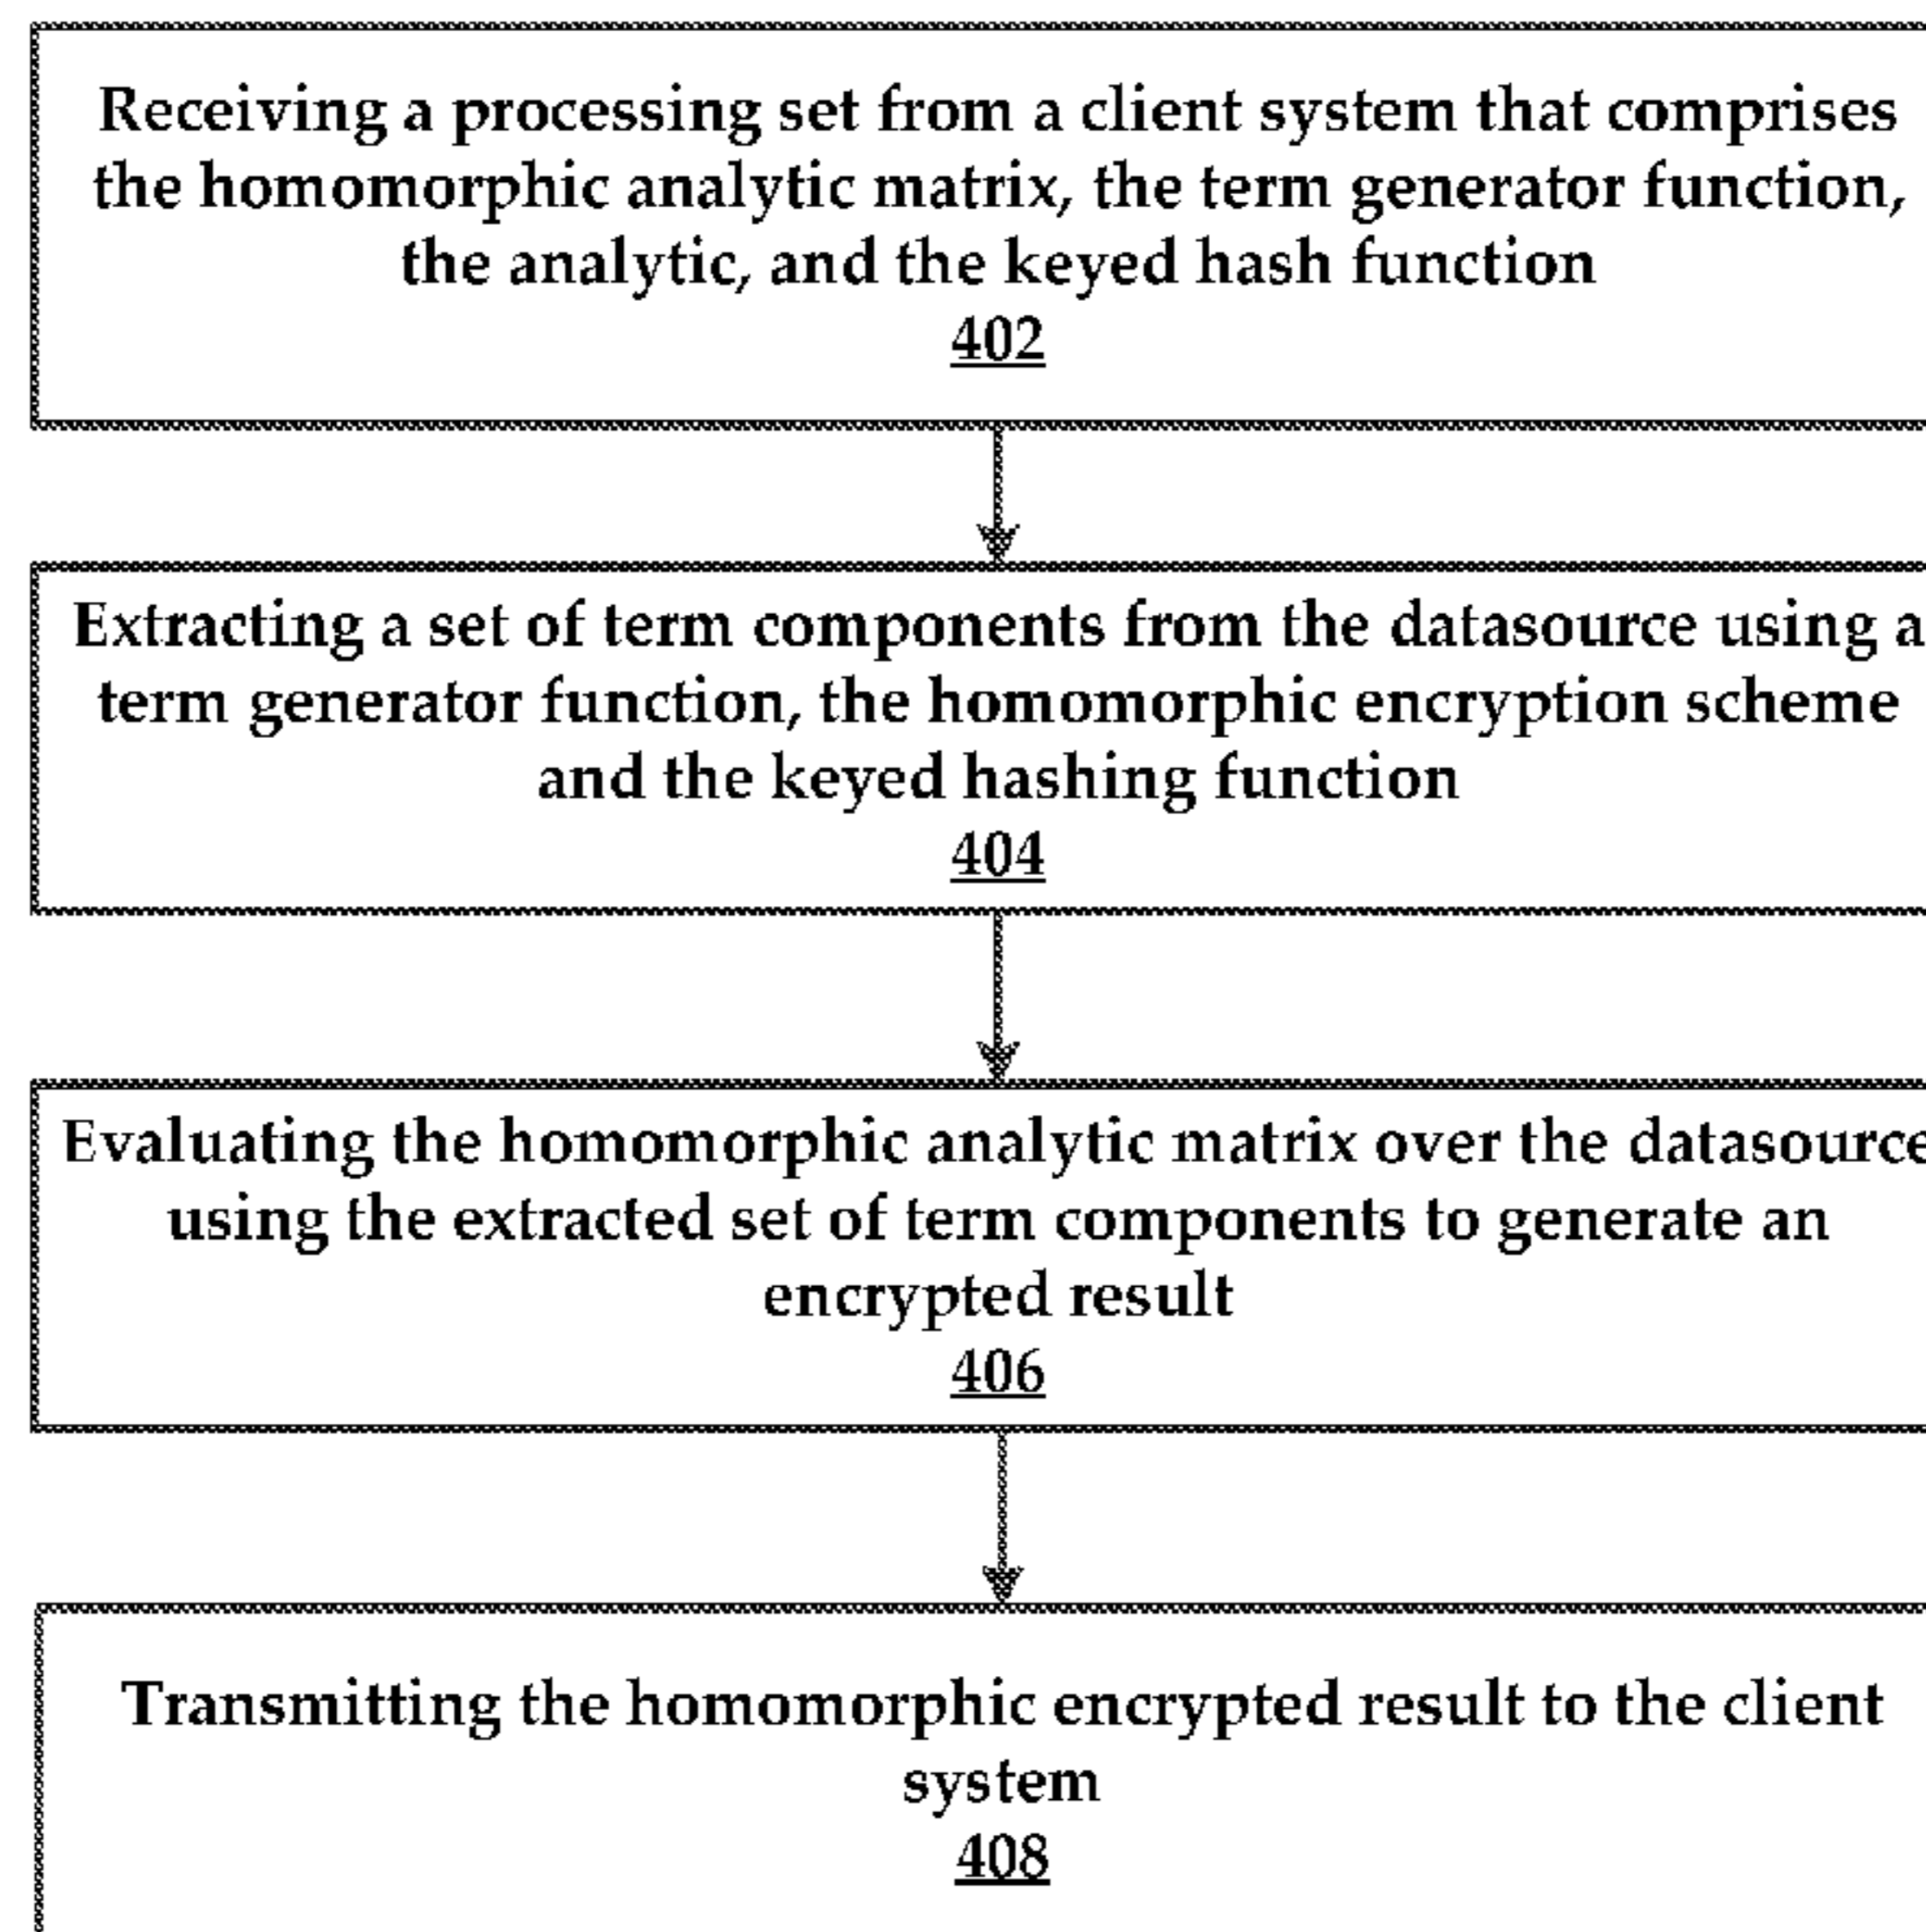 Receiving a processing set from a client system that comprises
the homomorphic analytic matrix, the term generator function,
the analytic, and the keyed hash function
402
Extracting a set of term components from the datasource using a
term generator function, the homomorphic encryption scheme
and the keyed hashing function
404
Evaluating the homomorphic analytic matrix over the datasource
using the extracted set of term components to generate an
encrypted result
406
Transmitting the homomorphic encrypted result to the client
system
408